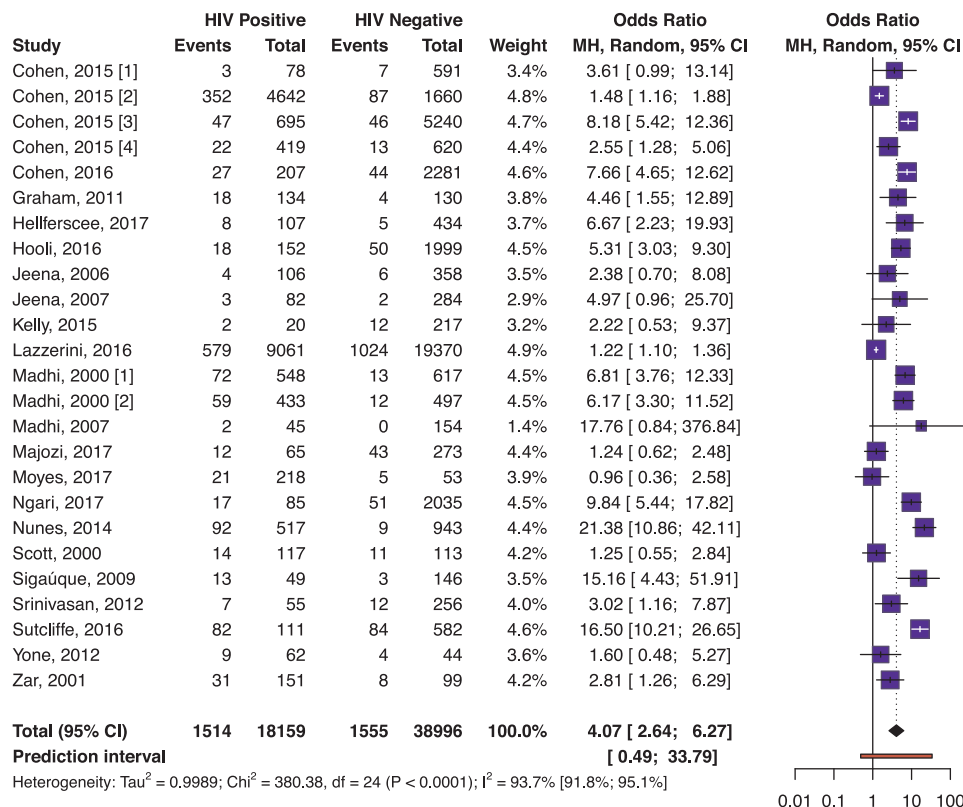 HIV Positive HIV Negative Odds Ratio Odds Ratio
Study Events Total Events Total Weight MH, Random, 95% CI MH, Random, 95% CI
Cohen, 2015 [1] 3 78 7 591 3.4% 3.61 [ 0.99; 13.14]
Cohen, 2015 [2] 352 4642 87 1660 4.8% 1.48 [ 1.16; 1.88]
Cohen, 2015 [3] 47 695 46 5240 4.7% 8.18 [ 5.42; 12.36]
Cohen, 2015 [4] 22 419 13 620 4.4% 2.55 [ 1.28; 5.06]
Cohen, 2016 27 207 44 2281 4.6% 7.66 [ 4.65; 12.62]
Graham, 2011 18 134 4 130 3.8% 4.46 [ 1.55; 12.89]
Hellferscee, 2017 8 107 5 434 3.7% 6.67 [ 2.23; 19.93]
Hooli, 2016 18 152 50 1999 4.5% 5.31 [ 3.03; 9.30]
Jeena, 2006 4 106 6 358 3.5% 2.38 [ 0.70; 8.08]
Jeena, 2007 3 82 2 284 2.9% 4.97 [ 0.96; 25.70]
Kelly, 2015 2 20 12 217 3.2% 2.22 [ 0.53; 9.37]
Lazzerini, 2016 579 9061 1024 19370 4.9% 1.22 [ 1.10; 1.36]
Madhi, 2000 [1] 72 548 13 617 4.5% 6.81 [ 3.76; 12.33]
Madhi, 2000 [2] 59 433 12 497 4.5% 6.17 [ 3.30; 11.52]
Madhi, 2007 2 45 0 154 1.4% 17.76 [ 0.84; 376.84]
Majozi, 2017 12 65 43 273 4.4% 1.24 [ 0.62; 2.48]
Moyes, 2017 21 218 5 53 3.9% 0.96 [ 0.36; 2.58]
Ngari, 2017 17 85 51 2035 4.5% 9.84 [ 5.44; 17.82]
Nunes, 2014 92 517 9 943 4.4% 21.38 [10.86; 42.11]
Scott, 2000 14 117 11 113 4.2% 1.25 [ 0.55; 2.84]
Sigaúque, 2009 13 49 3 146 3.5% 15.16 [ 4.43; 51.91]
Srinivasan, 2012 7 55 12 256 4.0% 3.02 [ 1.16; 7.87]
Sutcliffe, 2016 82 111 84 582 4.6% 16.50 [10.21; 26.65]
Yone, 2012 9 62 4 44 3.6% 1.60 [ 0.48; 5.27]
Zar, 2001 31 151 8 99 4.2% 2.81 [ 1.26; 6.29]
Total (95% CI) 1514 18159 1555 38996 100.0% 4.07 [ 2.64; 6.27]
Prediction interval [ 0.49; 33.79]
Heterogeneity: Tau² = 0.9989; Chi² = 380.38, df = 24 (P < 0.0001); I² = 93.7% [91.8%; 95.1%]
0.01 0.1 1 10 100